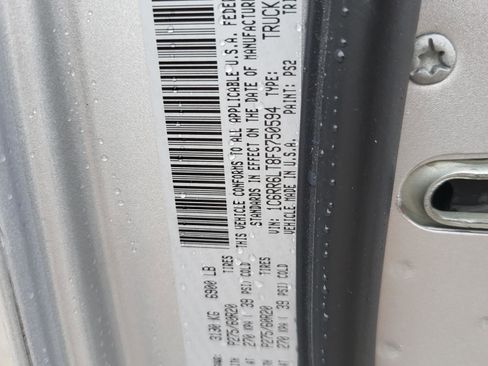 3130 KG 6900 LB
TIRES
P275/60R20
270 KPA ( 39 PSI) COLD
TIRES
P275/60R20
270 KPA ( 39 PSI) COLD
THIS VEHICLE CONFORMS TO ALL APPLICABLE U.S.A. FEDE
STANDARDS IN EFFECT ON THE DATE OF MANUFACTUR
VIN: 1C6RR6LT8FS750594 TYPE: TRUCK
VEHICLE MADE IN U.S.A. PAINT: PS2